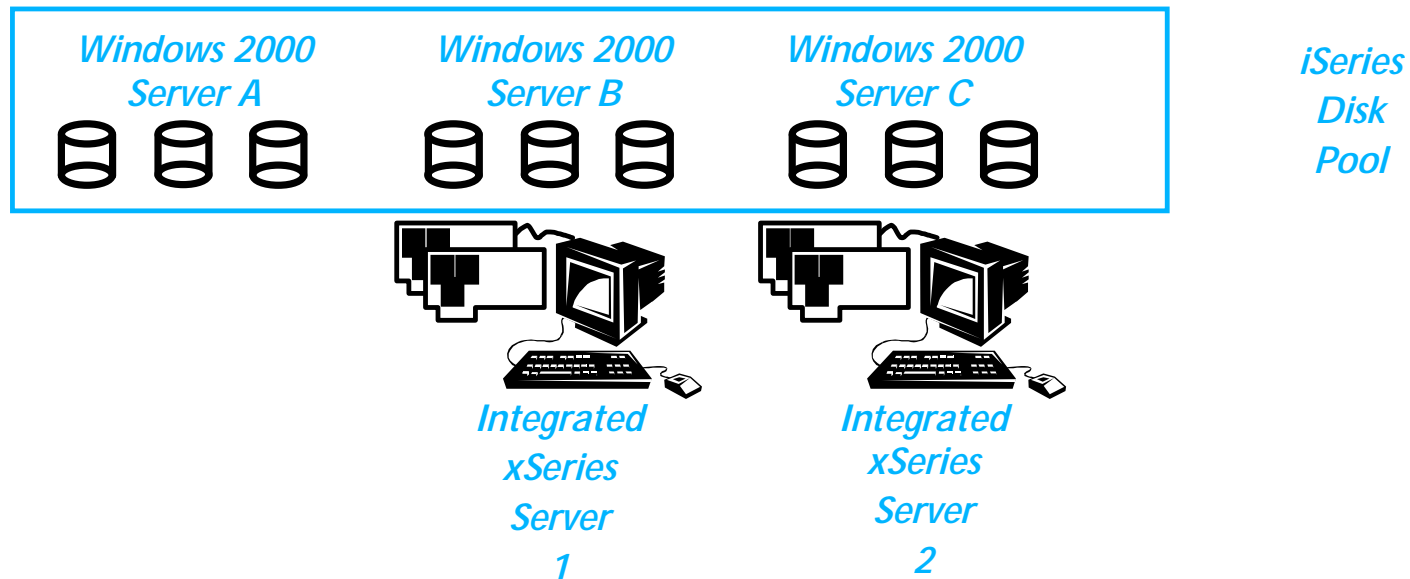 Windows 2000
Server A
Windows 2000
Server B
Windows 2000
Server C
iSeries
Disk
Pool
Integrated
xSeries
Server
1
Integrated
xSeries
Server
2